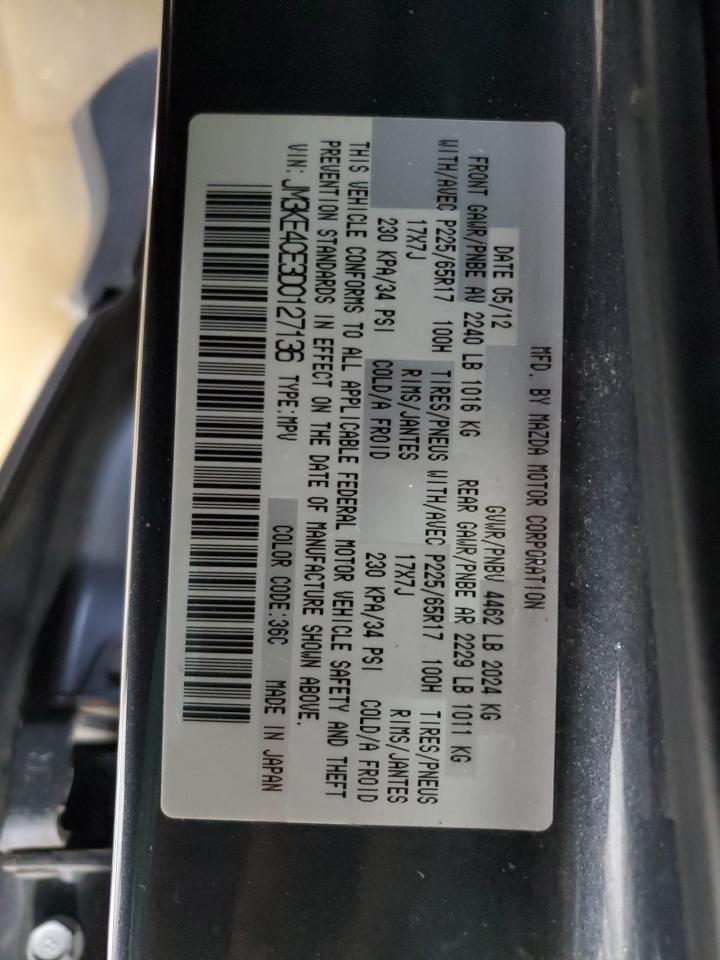 MFD. BY MAZDA MOTOR CORPORATION
DATE 05/12 GVWR/PNBV 4462 LB 2024 KG
FRONT GAWR/PNBE AV 2240 LB 1016 KG REAR GAWR/PNBE AR 2229 LB 1011 KG
WITH/AVEC P225/65R17 100H TIRES/PNEUS WITH/AVEC P225/65R17 100H TIRES/PNEUS
17X7J RIMS/JANTES 17X7J RIMS/JANTES
230 KPA/34 PSI COLD/A FROID 230 KPA/34 PSI COLD/A FROID
THIS VEHICLE CONFORMS TO ALL APPLICABLE FEDERAL MOTOR VEHICLE SAFETY AND THEFT
PREVENTION STANDARDS IN EFFECT ON THE DATE OF MANUFACTURE SHOWN ABOVE.
VIN: JM3KE4CE3D0127136 TYPE:MPV COLOR CODE:36C MADE IN JAPAN